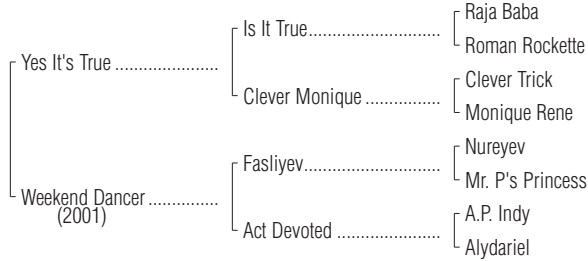 Raja Baba
Is It True
Roman Rockette
Yes It's True
Clever Trick
Clever Monique
Monique Rene
Nureyev
Fasliyev
Mr. P's Princess
Weekend Dancer
(2001)
A.P. Indy
Act Devoted
Alydariel